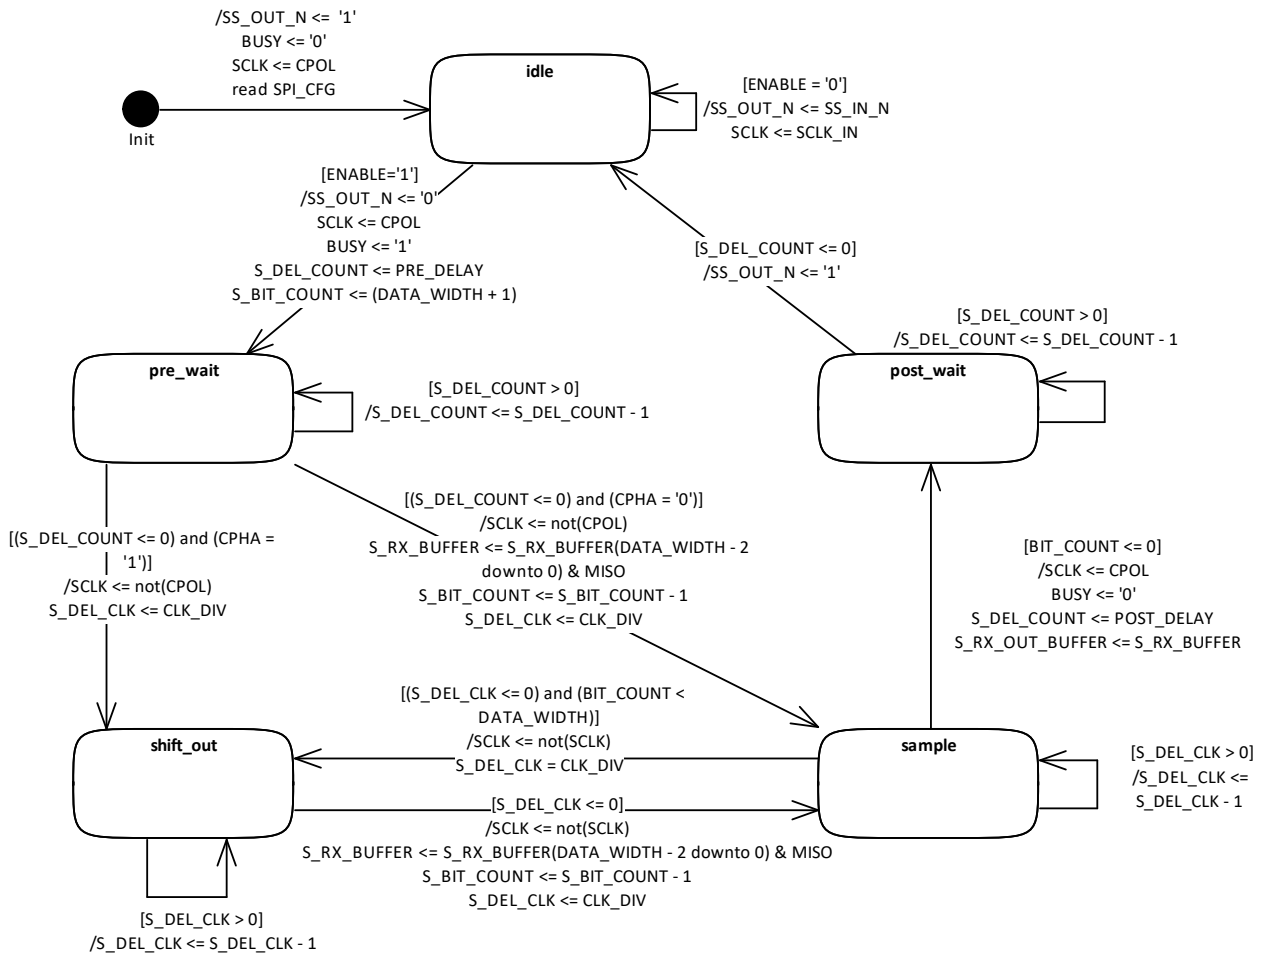 /SS_OUT_N <= '1'
BUSY <= '0'
SCLK <= CPOL
read SPI_CFG
Init
idle
[ENABLE = '0']
/SS_OUT_N <= SS_IN_N
SCLK <= SCLK_IN
[ENABLE='1']
/SS_OUT_N <= '0'
SCLK <= CPOL
BUSY <= '1'
S_DEL_COUNT <= PRE_DELAY
S_BIT_COUNT <= (DATA_WIDTH + 1)
[S_DEL_COUNT <= 0]
/SS_OUT_N <= '1'
pre_wait
[S_DEL_COUNT > 0]
/S_DEL_COUNT <= S_DEL_COUNT - 1
[S_DEL_COUNT > 0]
/S_DEL_COUNT <= S_DEL_COUNT - 1
post_wait
[(S_DEL_COUNT <= 0) and (CPHA =
'1')]
/SCLK <= not(CPOL)
S_DEL_CLK <= CLK_DIV
[(S_DEL_COUNT <= 0) and (CPHA = '0')]
/SCLK <= not(CPOL)
S_RX_BUFFER <= S_RX_BUFFER(DATA_WIDTH - 2
downto 0) & MISO
S_BIT_COUNT <= S_BIT_COUNT - 1
S_DEL_CLK <= CLK_DIV
[BIT_COUNT <= 0]
/SCLK <= CPOL
BUSY <= '0'
S_DEL_COUNT <= POST_DELAY
S_RX_OUT_BUFFER <= S_RX_BUFFER
shift_out
[(S_DEL_CLK <= 0) and (BIT_COUNT <
DATA_WIDTH)]
/SCLK <= not(SCLK)
S_DEL_CLK = CLK_DIV
sample
[S_DEL_CLK > 0]
/S_DEL_CLK <=
S_DEL_CLK - 1
[S_DEL_CLK <= 0]
/SCLK <= not(SCLK)
S_RX_BUFFER <= S_RX_BUFFER(DATA_WIDTH - 2 downto 0) & MISO
S_BIT_COUNT <= S_BIT_COUNT - 1
S_DEL_CLK <= CLK_DIV
[S_DEL_CLK > 0]
/S_DEL_CLK <= S_DEL_CLK - 1